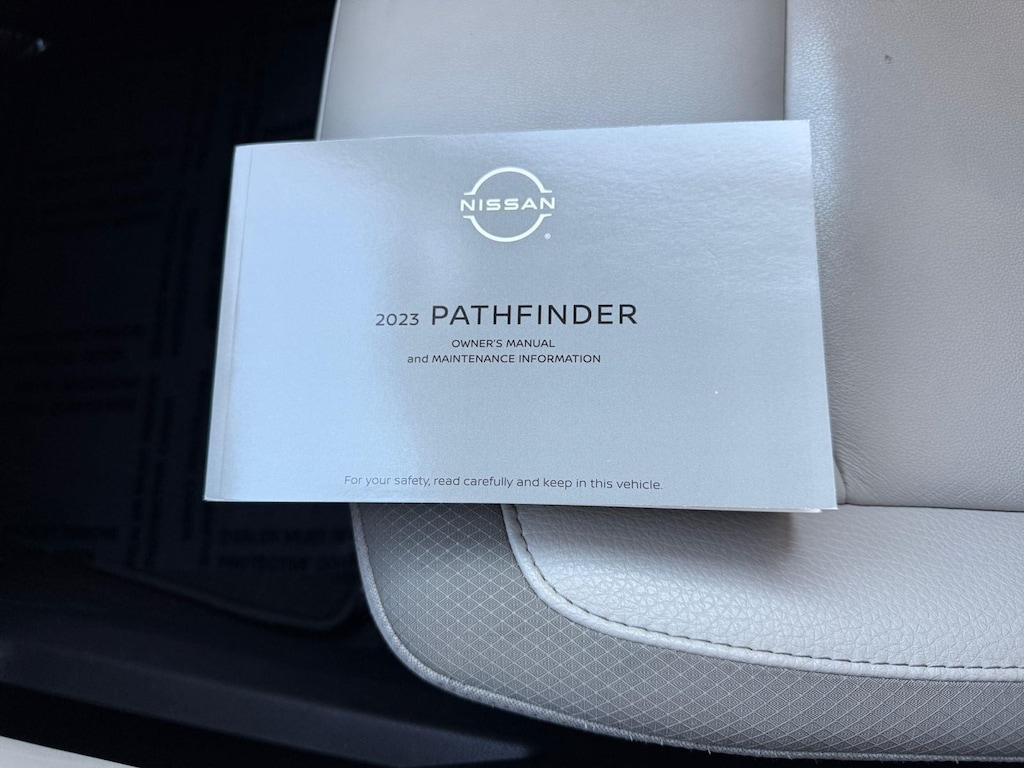 NISSAN
®
2023 PATHFINDER
OWNER'S MANUAL
and MAINTENANCE INFORMATION
For your safety, read carefully and keep in this vehicle.